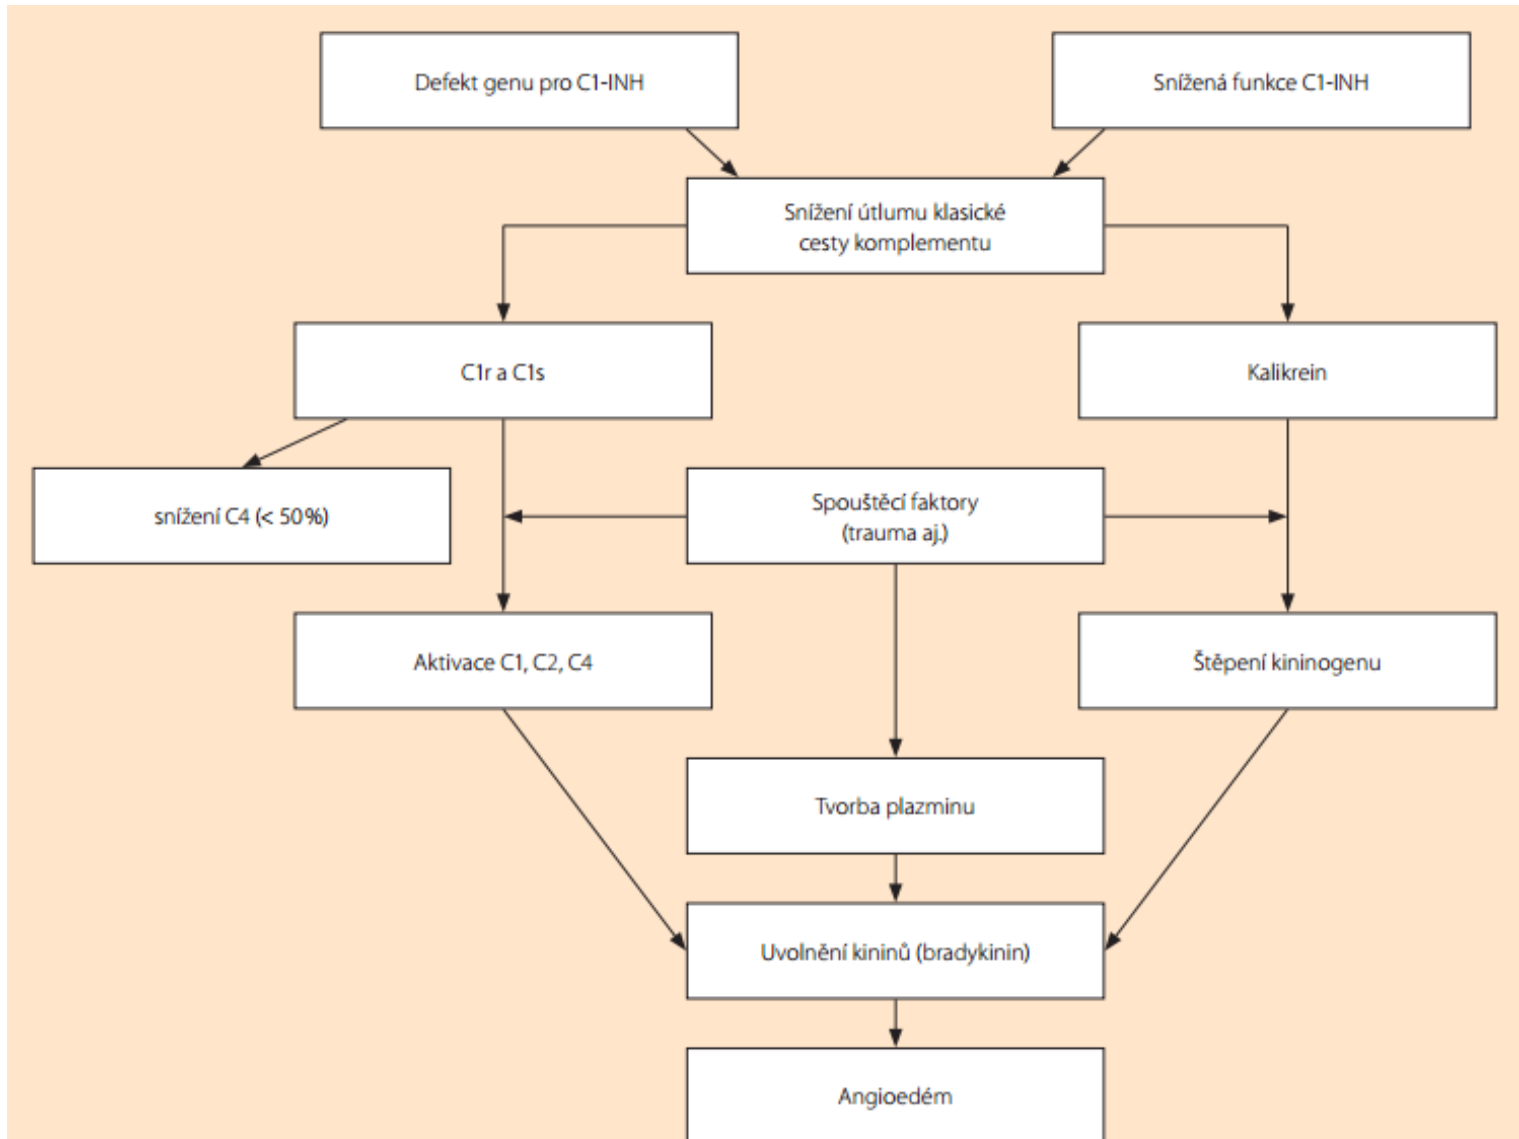 Defekt genu pro C1-INH
Snížená funkce C1-INH
Snížení útlumu klasické
cesty komplementu
C1r a C1s
Kalikrein
snížení C4 (< 50%)
Spouštěcí faktory
(trauma aj.)
Aktivace C1, C2, C4
Štěpení kininogenu
Tvorba plazminu
Uvolnění kininů (bradykinin)
Angioedém